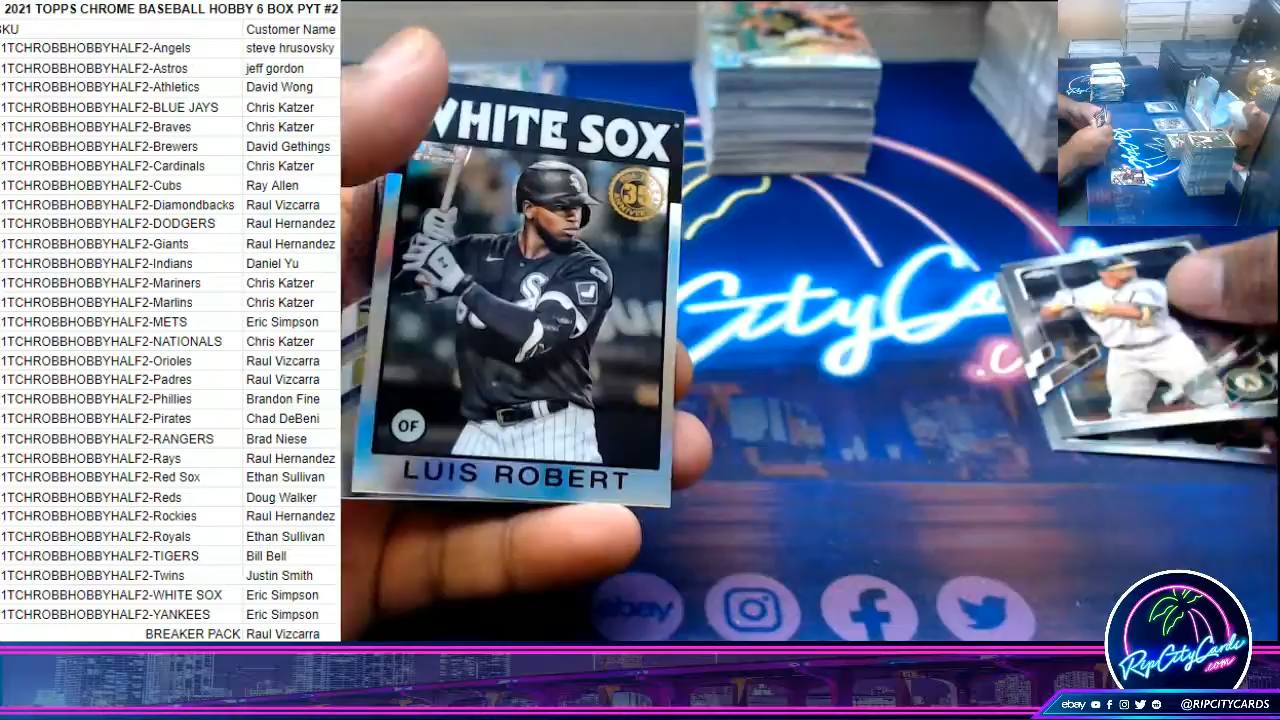 2021 TOPPS CHROME BASEBALL HOBBY 6 BOX PYT #2
SKU Customer Name
1TCHROBBHOBBYHALF2-Angels steve hrusovsky
1TCHROBBHOBBYHALF2-Astros jeff gordon
1TCHROBBHOBBYHALF2-Athletics David Wong
1TCHROBBHOBBYHALF2-BLUE JAYS Chris Katzer
1TCHROBBHOBBYHALF2-Braves Chris Katzer
1TCHROBBHOBBYHALF2-Brewers David Gethings
1TCHROBBHOBBYHALF2-Cardinals Chris Katzer
1TCHROBBHOBBYHALF2-Cubs Ray Allen
1TCHROBBHOBBYHALF2-Diamondbacks Raul Vizcarra
1TCHROBBHOBBYHALF2-DODGERS Raul Hernandez
1TCHROBBHOBBYHALF2-Giants Raul Hernandez
1TCHROBBHOBBYHALF2-Indians Daniel Yu
1TCHROBBHOBBYHALF2-Mariners Chris Katzer
1TCHROBBHOBBYHALF2-Marlins Chris Katzer
1TCHROBBHOBBYHALF2-METS Eric Simpson
1TCHROBBHOBBYHALF2-NATIONALS Chris Katzer
1TCHROBBHOBBYHALF2-Orioles Raul Vizcarra
1TCHROBBHOBBYHALF2-Padres Raul Vizcarra
1TCHROBBHOBBYHALF2-Phillies Brandon Fine
1TCHROBBHOBBYHALF2-Pirates Chad DeBeni
1TCHROBBHOBBYHALF2-RANGERS Brad Niese
1TCHROBBHOBBYHALF2-Rays Raul Hernandez
1TCHROBBHOBBYHALF2-Red Sox Ethan Sullivan
1TCHROBBHOBBYHALF2-Reds Doug Walker
1TCHROBBHOBBYHALF2-Rockies Raul Hernandez
1TCHROBBHOBBYHALF2-Royals Ethan Sullivan
1TCHROBBHOBBYHALF2-TIGERS Bill Bell
1TCHROBBHOBBYHALF2-Twins Justin Smith
1TCHROBBHOBBYHALF2-WHITE SOX Eric Simpson
1TCHROBBHOBBYHALF2-YANKEES Eric Simpson
BREAKER PACK Raul Vizcarra
WHITE SOX
35
OF
LUIS ROBERT
CityCa
.c
ebay
RipCityCards
.com
ebay @RIPCITYCARDS